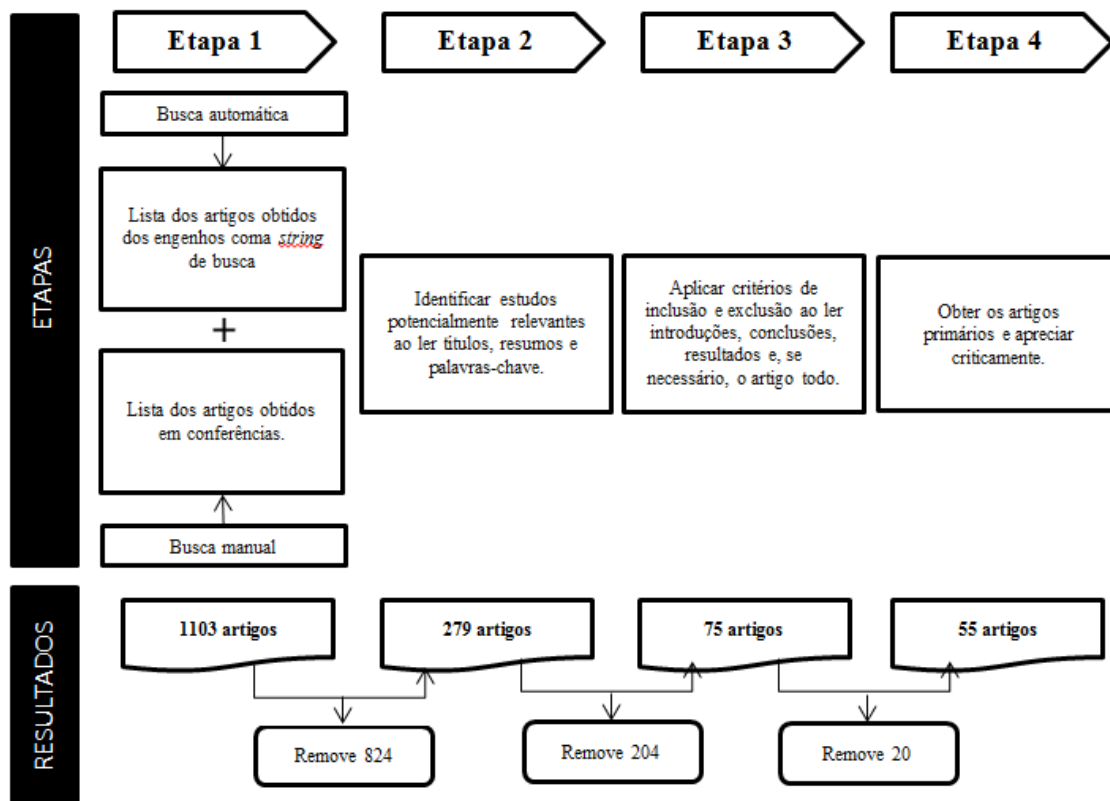 Etapa 1
Etapa 2
Etapa 3
Etapa 4
ETAPAS
Busca automática
Lista dos artigos obtidos
dos engenhos coma string
de busca
+
Lista dos artigos obtidos
em conferências.
Busca manual
Identificar estudos
potencialmente relevantes
ao ler títulos, resumos e
palavras-chave.
Aplicar critérios de
inclusão e exclusão ao ler
introduções, conclusões,
resultados e, se
necessário, o artigo todo.
Obter os artigos
primários e apreciar
criticamente.
RESULTADOS
1103 artigos
279 artigos
75 artigos
55 artigos
Remove 824
Remove 204
Remove 20